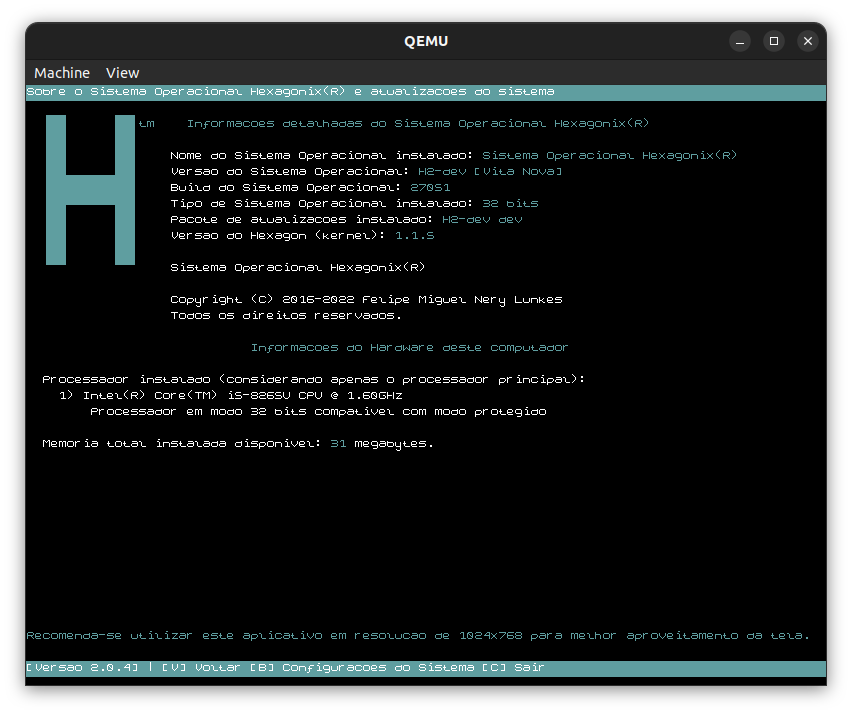 QEMU
Machine View
Sobre o Sistema Operacional Hexagonix(R) e atualizacoes do sistema
tm Informacoes detalhadas do Sistema Operacional Hexagonix(R)
H
Nome do Sistema Operacional instalado: Sistema Operacional Hexagonix(R)
Versao do Sistema Operacional: H2-dev [Vita Nova]
Build do Sistema Operacional: 27051
Tipo de Sistema Operacional instalado: 32 bits
Pacote de atualizacoes instalado: H2-dev dev
Versao do Hexagon (kernel): 1.1.5
Sistema Operacional Hexagonix(R)
Copyright (C) 2016-2022 Felipe Miguel Nery Lunkes
Todos os direitos reservados.
Informacoes do Hardware deste computador
Processador instalado (considerando apenas o processador principal):
1) Intel(R) Core(TM) i5-8265U CPU @ 1.60GHz
Processador em modo 32 bits compativel com modo protegido
Memoria total instalada disponivel: 31 megabytes.
Recomenda-se utilizar este aplicativo em resolucao de 1024x768 para melhor aproveitamento da tela.
[Versao 2.0.4] | [V] Voltar [B] Configuracoes do Sistema [C] Sair